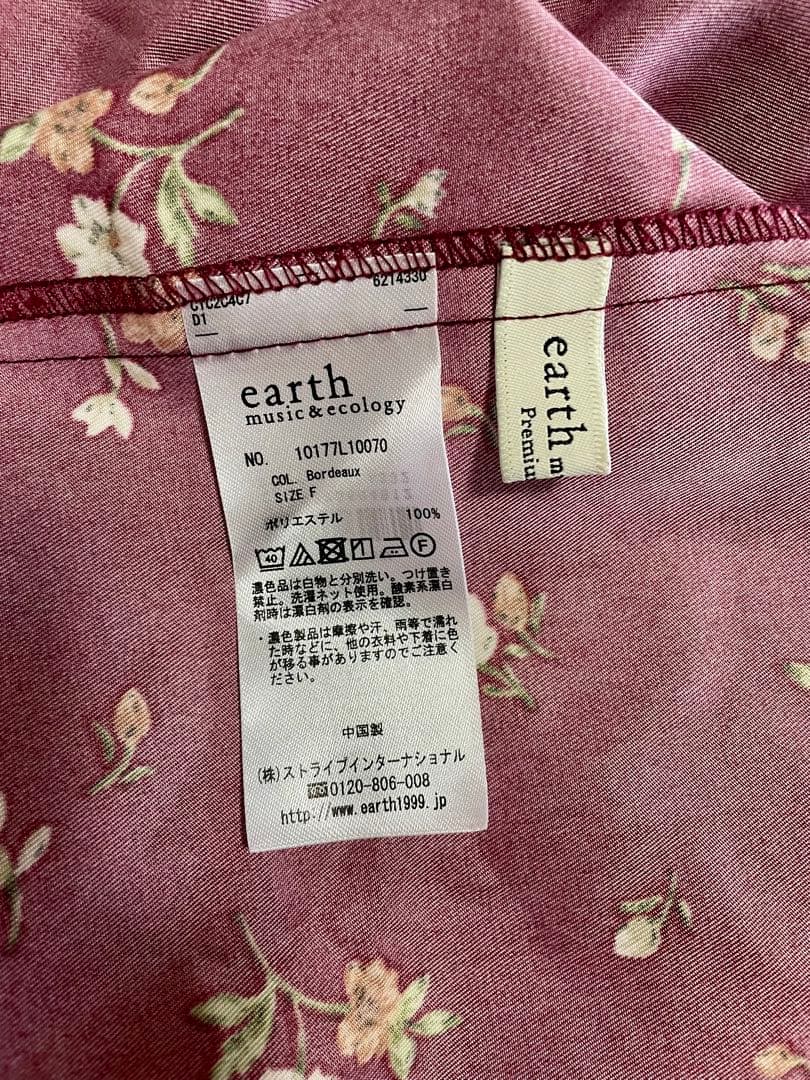 C1C2C4C7
6214330
D1
earth
music&ecology
NO. 10177L10070
COL. Bordeaux
SIZE F
ポリエステル 100%
40
F
濃色品は白物と分別洗い。つけ置き
禁止。洗濯ネット使用。酸素系漂白
剤時は漂白剤の表示を確認。
・濃色製品は摩擦や汗、雨等で濡れ
た時などに、他の衣料や下着に色
が移る事がありますのでご注意く
ださい。
中国製
(株)ストライプインターナショナル
0120-806-008
http://www.earth1999.jp
earth m
Premiu